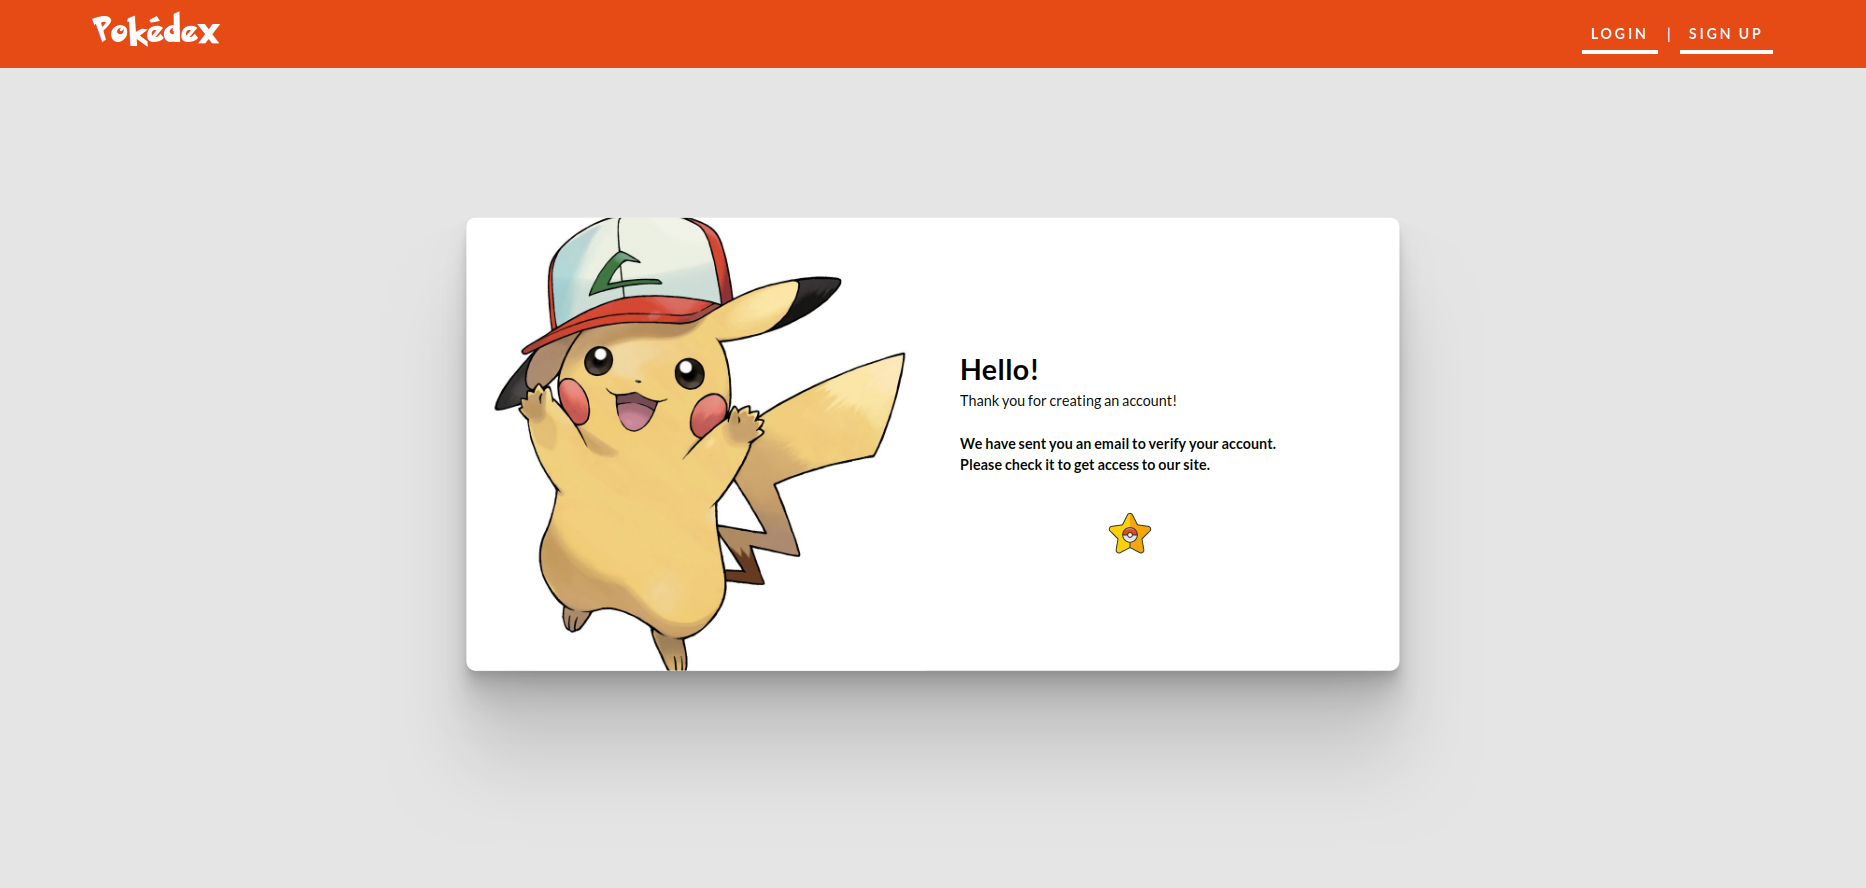 Pokédex
LOGIN | SIGN UP
Hello!
Thank you for creating an account!
We have sent you an email to verify your account.
Please check it to get access to our site.